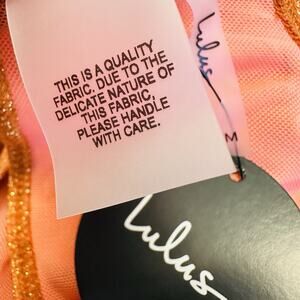 THIS IS A QUALITY
FABRIC. DUE TO THE
DELICATE NATURE OF
THIS FABRIC,
PLEASE HANDLE
WITH CARE.
Lulus
M
Lulus